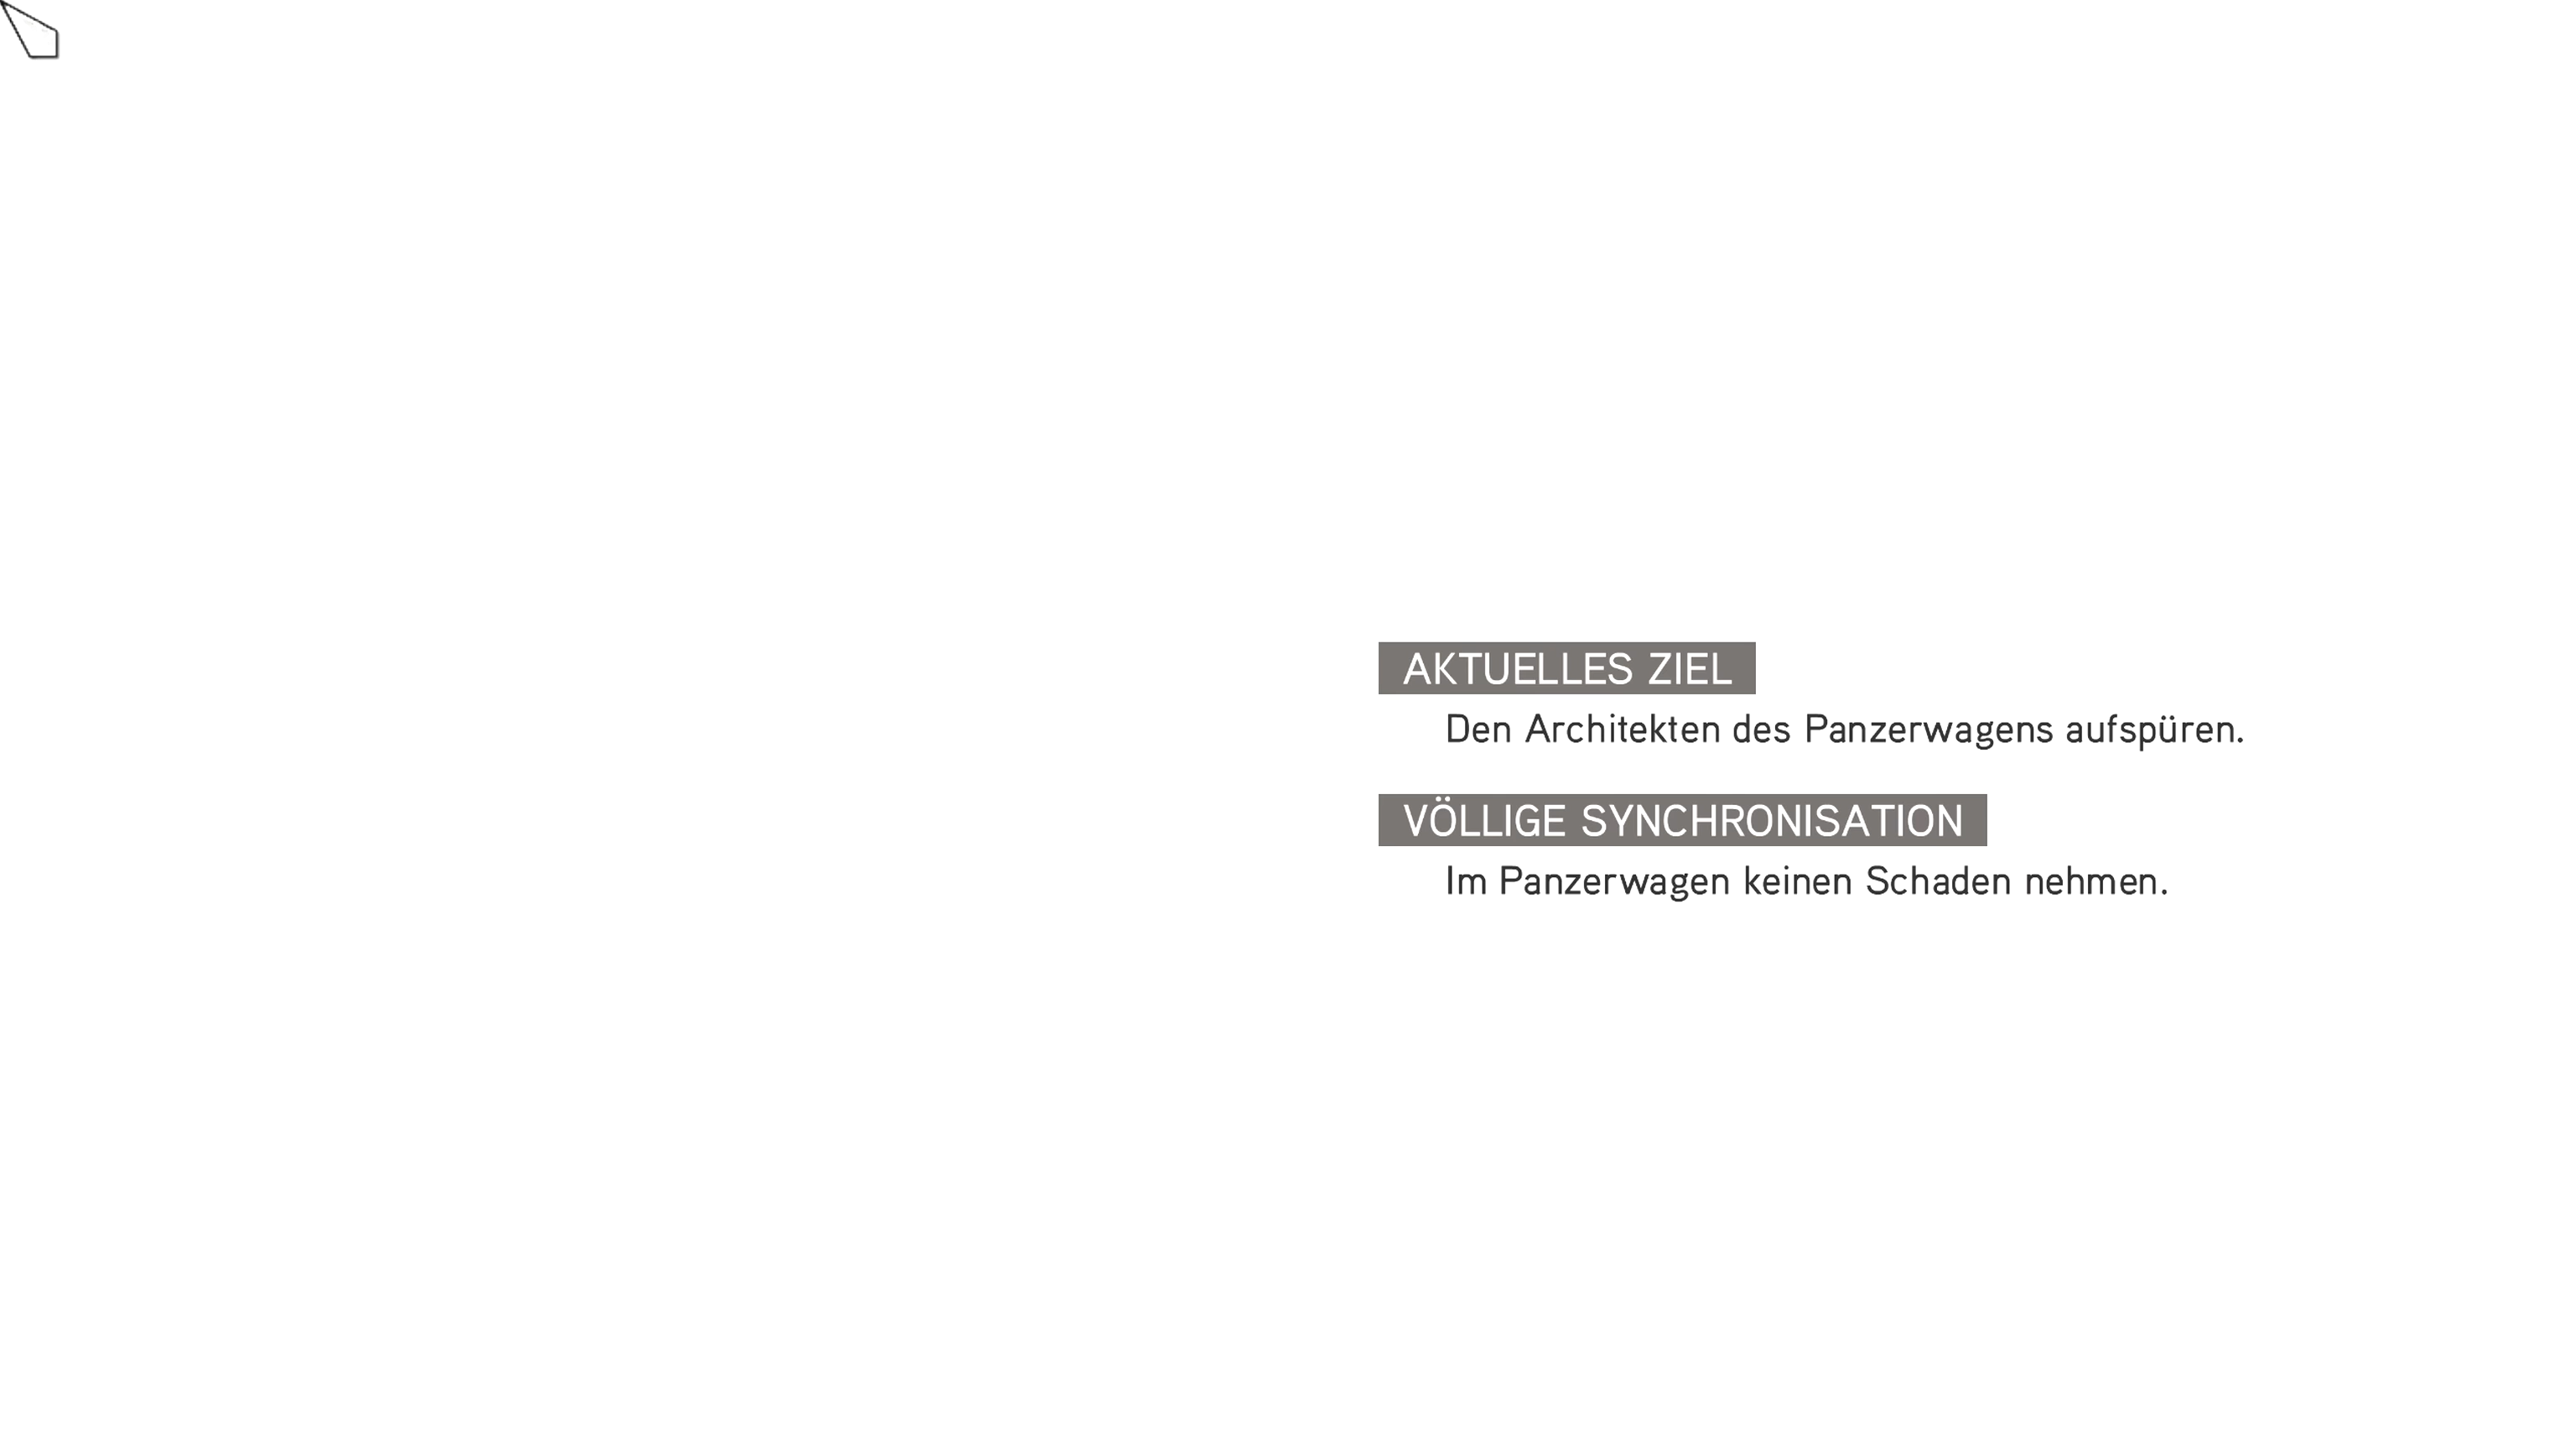 AKTUELLES ZIEL
Den Architekten des Panzerwagens aufspüren.
VÖLLIGE SYNCHRONISATION
Im Panzerwagen keinen Schaden nehmen.